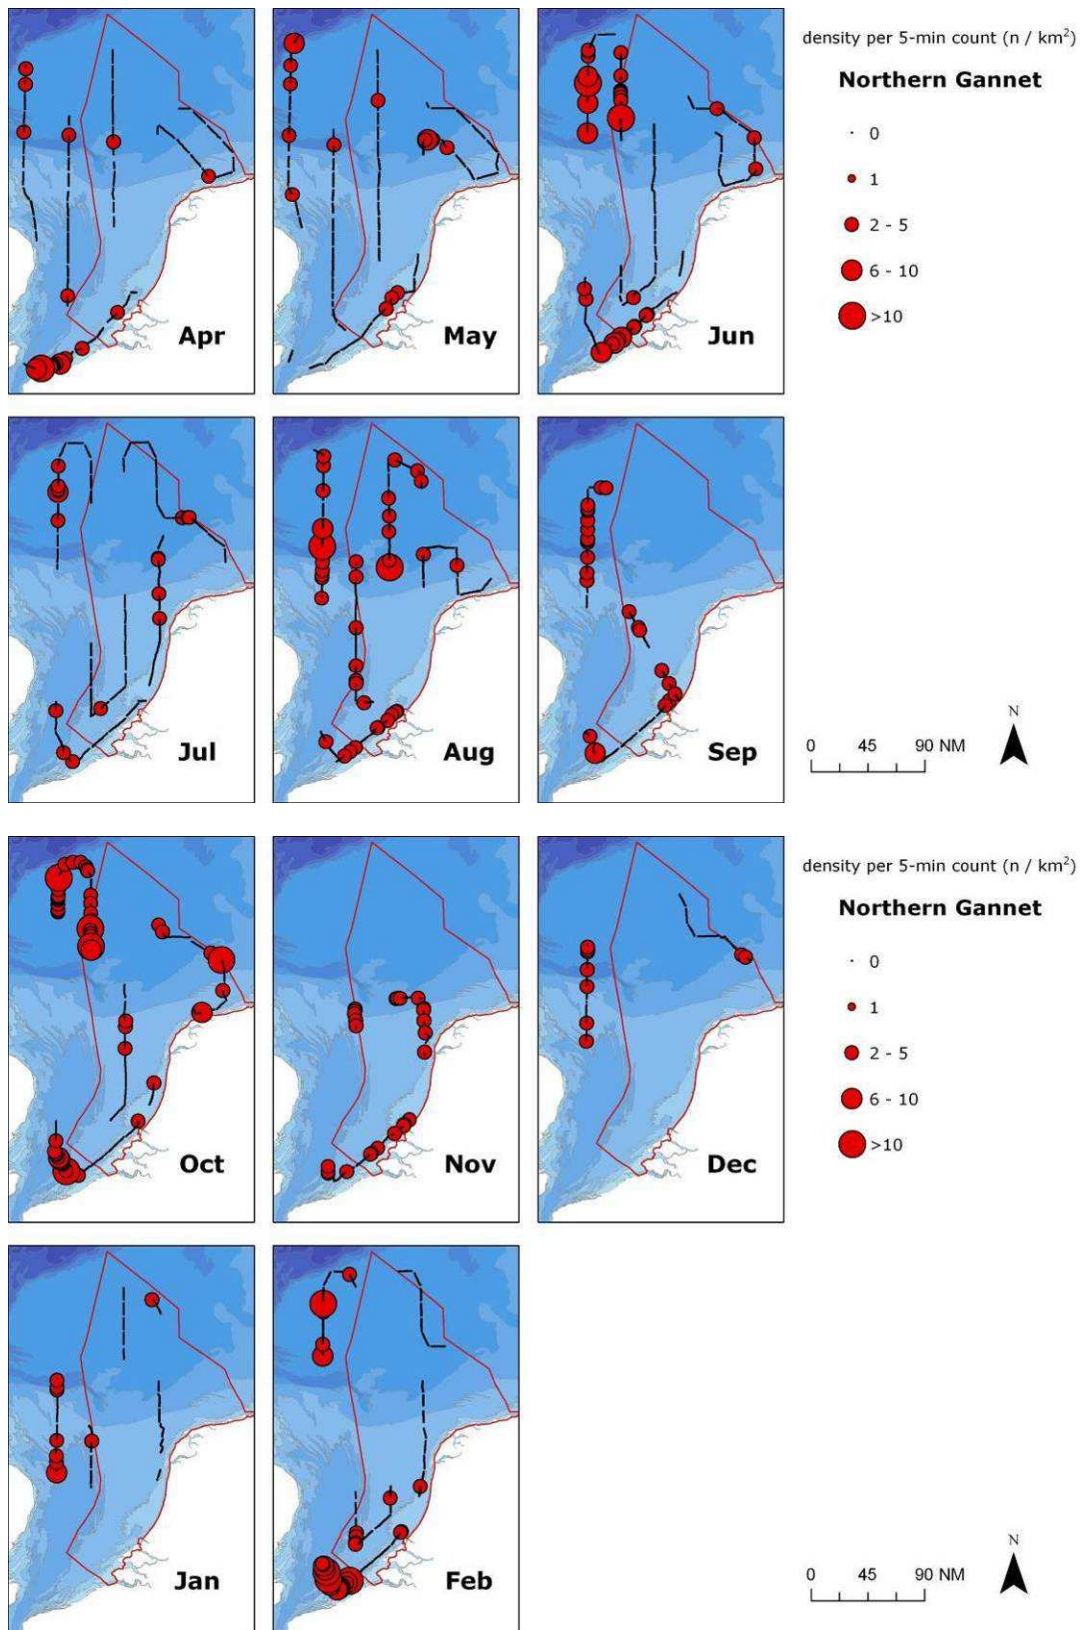 density per 5-min count (n / km²)
Northern Gannet
0
1
2 - 5
6 - 10
>10
Apr
May
Jun
Jul
Aug
Sep
N
0 45 90 NM
density per 5-min count (n / km²)
Northern Gannet
0
1
2 - 5
6 - 10
>10
Oct
Nov
Dec
Jan
Feb
N
0 45 90 NM